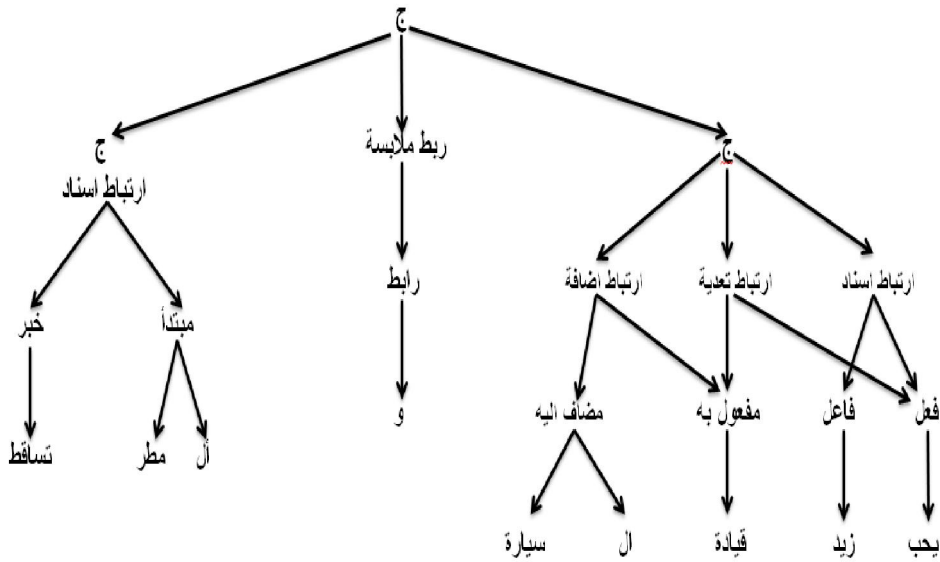 ج
ج
ربط ملابسة
ج
ارتباط اسناد
ارتباط اسناد
ارتباط تعدية
ارتباط اضافة
رابط
مبتدأ
خبر
فعل
فاعل
مفعول به
مضاف اليه
و
أل
مطر
تساقط
يحب
زيد
قيادة
ال
سيارة